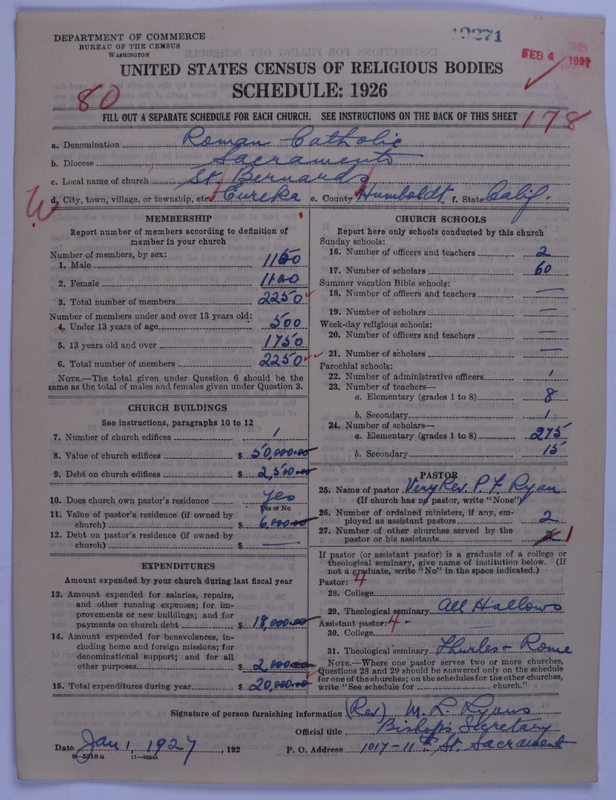 DEPARTMENT OF COMMERCE
BUREAU OF THE CENSUS
WASHINGTON
19271
FEB 4
UNITED STATES CENSUS OF RELIGIOUS BODIES
SCHEDULE: 1926
80
FILL OUT A SEPARATE SCHEDULE FOR EACH CHURCH. SEE INSTRUCTIONS ON THE BACK OF THIS SHEET
178
a. Denomination Roman Catholic
b. Diocese Sacramento
c. Local name of church St. Bernards
d. City, town, village, or township, etc. Eureka e. County Humboldt f. State Calif.
MEMBERSHIP
Report number of members according to definition of
member in your church
Number of members, by sex:
1. Male 1150
2. Female 1100
3. Total number of members 2250
Number of members under and over 13 years old:
4. Under 13 years of age 500
5. 13 years old and over 1750
6. Total number of members 2250
NOTE.—The total given under Question 6 should be the
same as the total of males and females given under Question 3.
CHURCH BUILDINGS
See instructions, paragraphs 10 to 12
7. Number of church edifices 1
8. Value of church edifices $ 50,000.00
9. Debt on church edifices $ 2,500.00
10. Does church own pastor's residence yes
Yes or No
11. Value of pastor's residence (if owned by
church) $ 6,000.00
12. Debt on pastor's residence (if owned by
church) $ —
EXPENDITURES
Amount expended by your church during last fiscal year
13. Amount expended for salaries, repairs,
and other running expenses; for im-
provements or new buildings; and for
payments on church debt $ 18,000.00
14. Amount expended for benevolences, in-
cluding home and foreign missions; for
denominational support; and for all
other purposes $ 2,000.00
15. Total expenditures during year $ 20,000.00
CHURCH SCHOOLS
Report here only schools conducted by this church
Sunday schools:
16. Number of officers and teachers 2
17. Number of scholars 60
Summer vacation Bible schools:
18. Number of officers and teachers —
19. Number of scholars —
Week-day religious schools:
20. Number of officers and teachers —
21. Number of scholars —
Parochial schools:
22. Number of administrative officers 1
23. Number of teachers—
a. Elementary (grades 1 to 8) 8
b. Secondary 1
24. Number of scholars—
a. Elementary (grades 1 to 8) 275
b. Secondary 15
PASTOR
25. Name of pastor Very Rev. P. J. Ryan
(If church has no pastor, write "None")
26. Number of ordained ministers, if any, em-
ployed as assistant pastors 2
27. Number of other churches served by the
pastor or his assistants 1
If pastor (or assistant pastor) is a graduate of a college or
theological seminary, give name of institution below. (If
not a graduate, write "No" in the space indicated.)
Pastor: 4
28. College
29. Theological seminary All Hallows
Assistant pastor: 4 -
30. College —
31. Theological seminary Thurles + Rome
NOTE.—Where one pastor serves two or more churches,
Questions 28 and 29 should be answered only on the schedule
for one of the churches; on the schedules for the other churches,
write "See schedule for church."
Signature of person furnishing information (Rev.) M. L. Lyons
Official title Bishop's Secretary
Date Jan 1, 1927, 192 P. O. Address 1017-11th St. Sacrament
8—5518a 11—